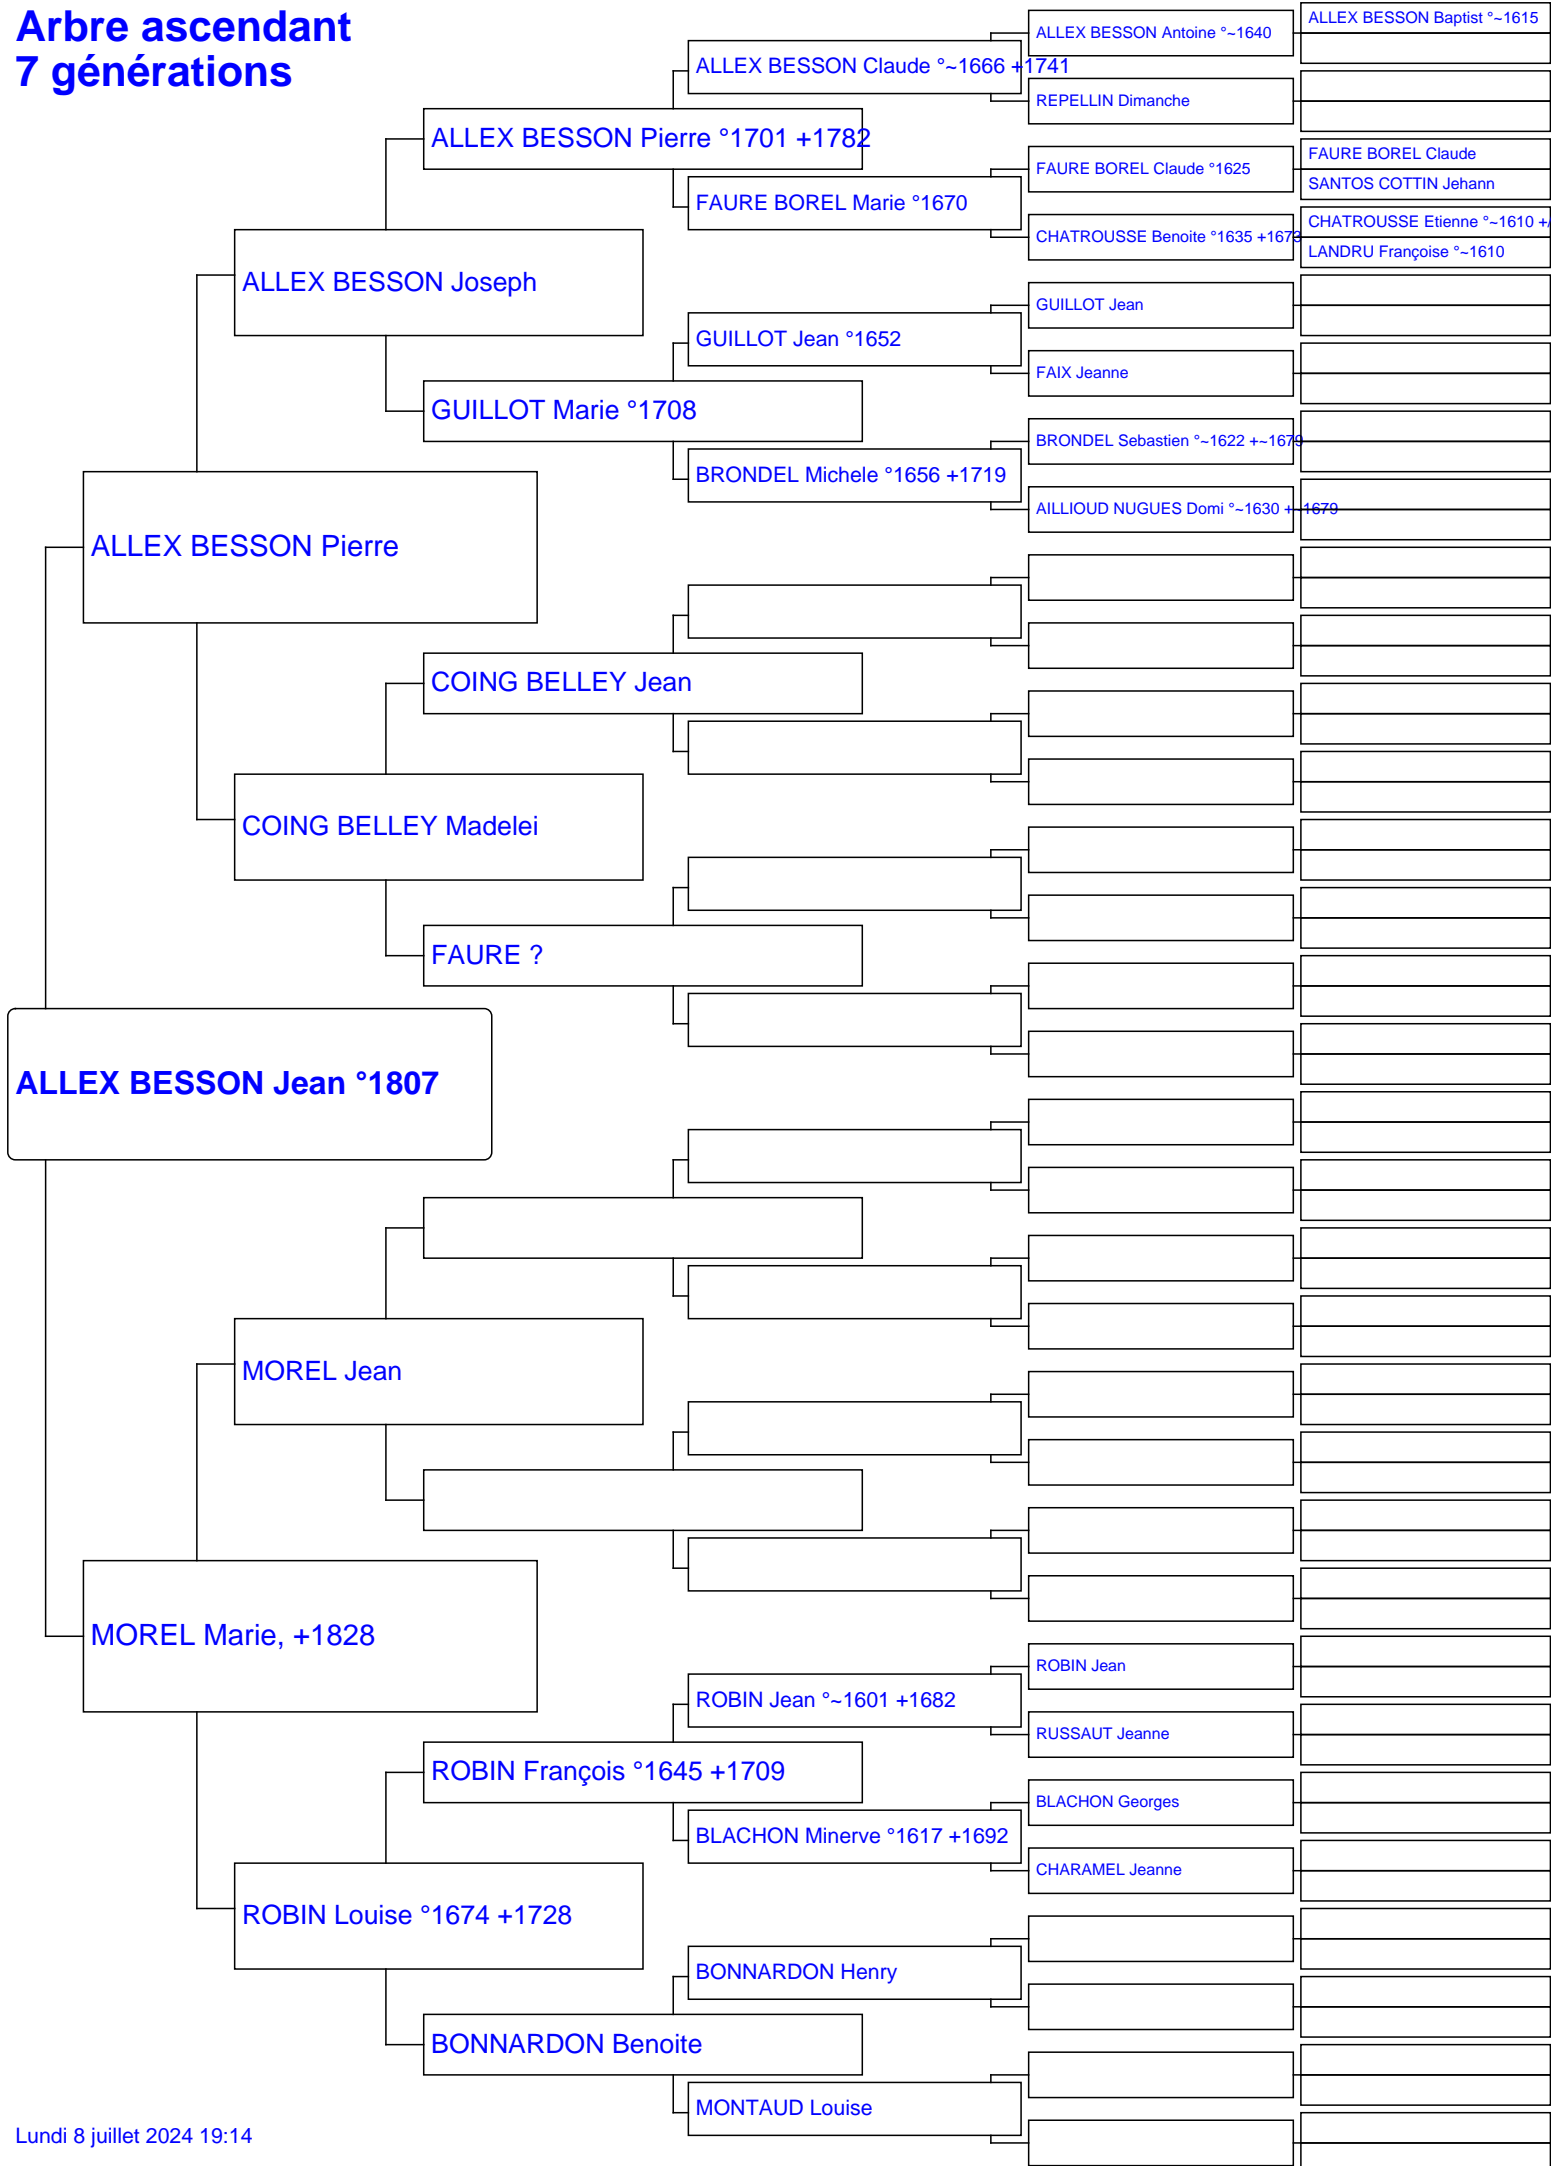 Arbre ascendant
7 générations
ALLEX BESSON Baptist °~1615
ALLEX BESSON Antoine °~1640
ALLEX BESSON Claude °~1666 +1741
REPELLIN Dimanche
ALLEX BESSON Pierre °1701 +1782
FAURE BOREL Claude
FAURE BOREL Claude °1625
SANTOS COTTIN Jehann
FAURE BOREL Marie °1670
CHATROUSSE Etienne °~1610 +/
CHATROUSSE Benoite °1635 +1673
LANDRU Françoise °~1610
ALLEX BESSON Joseph
GUILLOT Jean
GUILLOT Jean °1652
FAIX Jeanne
GUILLOT Marie °1708
BRONDEL Sebastien °~1622 +~1679
BRONDEL Michele °1656 +1719
AILLIOUD NUGUES Domi °~1630 +~1679
ALLEX BESSON Pierre
COING BELLEY Jean
COING BELLEY Madelei
FAURE ?
ALLEX BESSON Jean °1807
MOREL Jean
MOREL Marie, +1828
ROBIN Jean
ROBIN Jean °~1601 +1682
RUSSAUT Jeanne
ROBIN François °1645 +1709
BLACHON Georges
BLACHON Minerve °1617 +1692
CHARAMEL Jeanne
ROBIN Louise °1674 +1728
BONNARDON Henry
BONNARDON Benoite
MONTAUD Louise
Lundi 8 juillet 2024 19:14